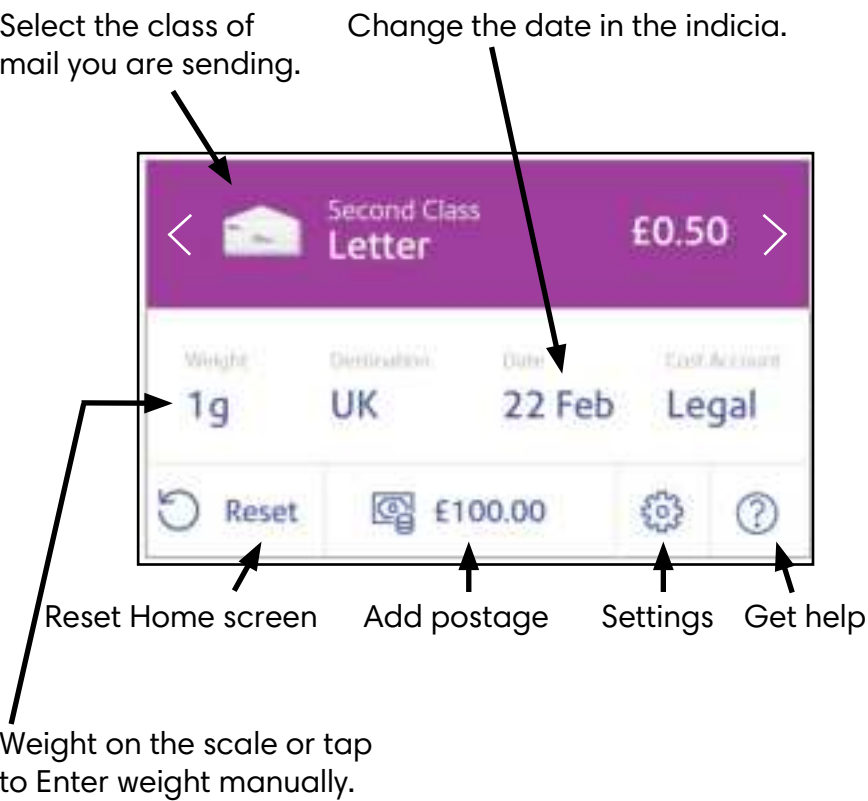 Select the class of
mail you are sending.
Change the date in the indicia.
Second Class
Letter
£0.50
Weight
Destination
Date
Cost Account
1g
UK
22 Feb
Legal
Reset
£100.00
Reset Home screen
Add postage
Settings
Get help
Weight on the scale or tap
to Enter weight manually.